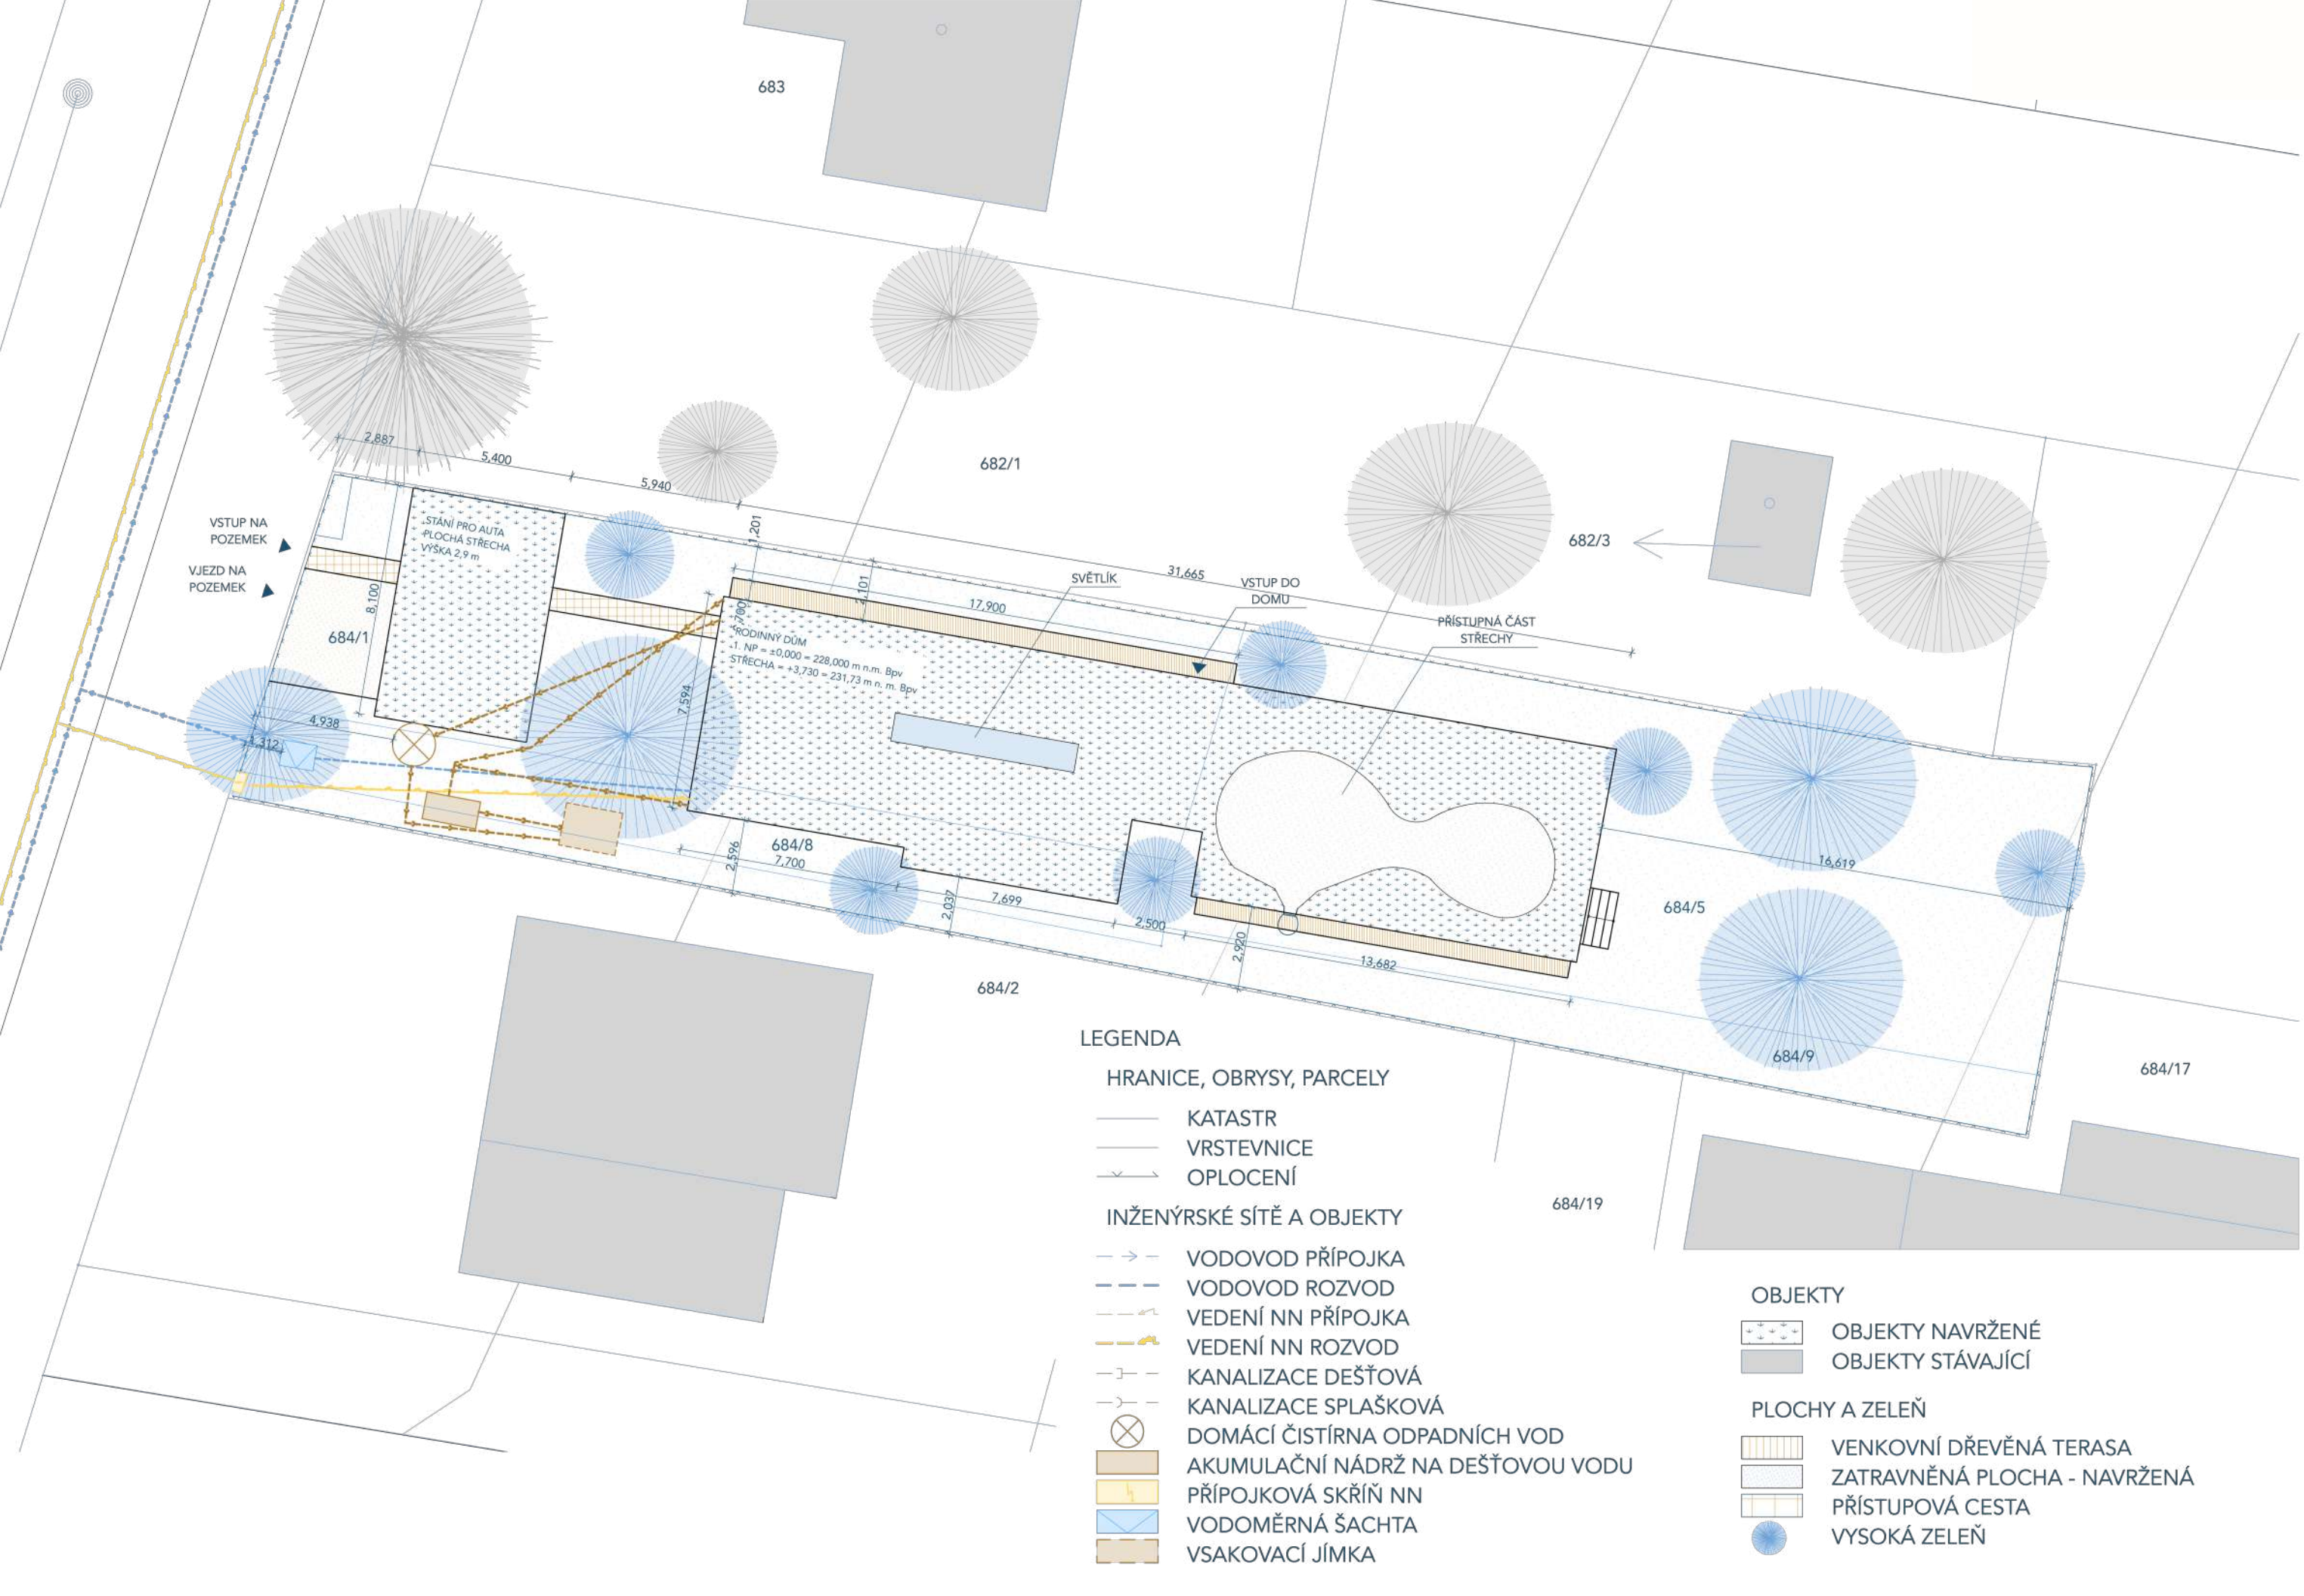 683
2,887
5,400
5,940
682/1
1,201
VSTUP NA
POZEMEK
VJEZD NA
POZEMEK
STÁNÍ PRO AUTA
PLOCHÁ STŘECHA
VÝŠKA 2,9 m
8,100
684/1
682/3
31,665
SVĚTLÍK
VSTUP DO
DOMU
2,101
17,900
PŘÍSTUPNÁ ČÁST
STŘECHY
1,700
RODINNÝ DŮM
1. NP = ±0,000 = 228,000 m n.m. Bpv
STŘECHA = +3,730 = 231,73 m n. m. Bpv
7,594
4,938
1,312
684/8
7,700
2,596
2,037
7,699
2,500
2,920
13,682
16,619
684/5
684/2
684/9
684/17
684/19
LEGENDA
HRANICE, OBRYSY, PARCELY
KATASTR
VRSTEVNICE
OPLOCENÍ
INŽENÝRSKÉ SÍTĚ A OBJEKTY
VODOVOD PŘÍPOJKA
VODOVOD ROZVOD
VEDENÍ NN PŘÍPOJKA
VEDENÍ NN ROZVOD
KANALIZACE DEŠŤOVÁ
KANALIZACE SPLAŠKOVÁ
DOMÁCÍ ČISTÍRNA ODPADNÍCH VOD
AKUMULAČNÍ NÁDRŽ NA DEŠŤOVOU VODU
PŘÍPOJKOVÁ SKŘÍŇ NN
VODOMĚRNÁ ŠACHTA
VSAKOVACÍ JÍMKA
OBJEKTY
OBJEKTY NAVRŽENÉ
OBJEKTY STÁVAJÍCÍ
PLOCHY A ZELEŇ
VENKOVNÍ DŘEVĚNÁ TERASA
ZATRAVNĚNÁ PLOCHA - NAVRŽENÁ
PŘÍSTUPOVÁ CESTA
VYSOKÁ ZELEŇ